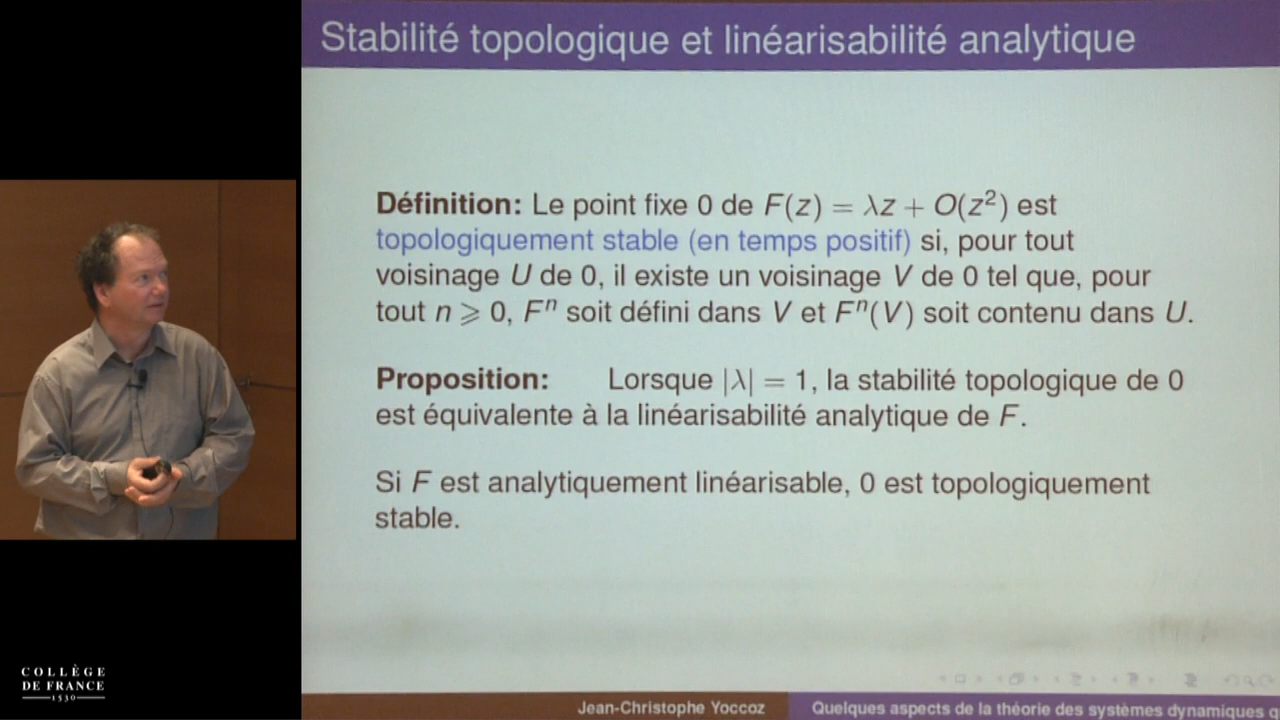 Stabilité topologique et linéarisabilité analytique
Définition: Le point fixe 0 de F(z) = λz + O(z²) est
topologiquement stable (en temps positif) si, pour tout
voisinage U de 0, il existe un voisinage V de 0 tel que, pour
tout n ⩾ 0, Fⁿ soit défini dans V et Fⁿ(V) soit contenu dans U.
Proposition: Lorsque |λ| = 1, la stabilité topologique de 0
est équivalente à la linéarisabilité analytique de F.
Si F est analytiquement linéarisable, 0 est topologiquement
stable.
COLLÈGE
DE FRANCE
1530
Jean-Christophe Yoccoz
Quelques aspects de la théorie des systèmes dynamiques